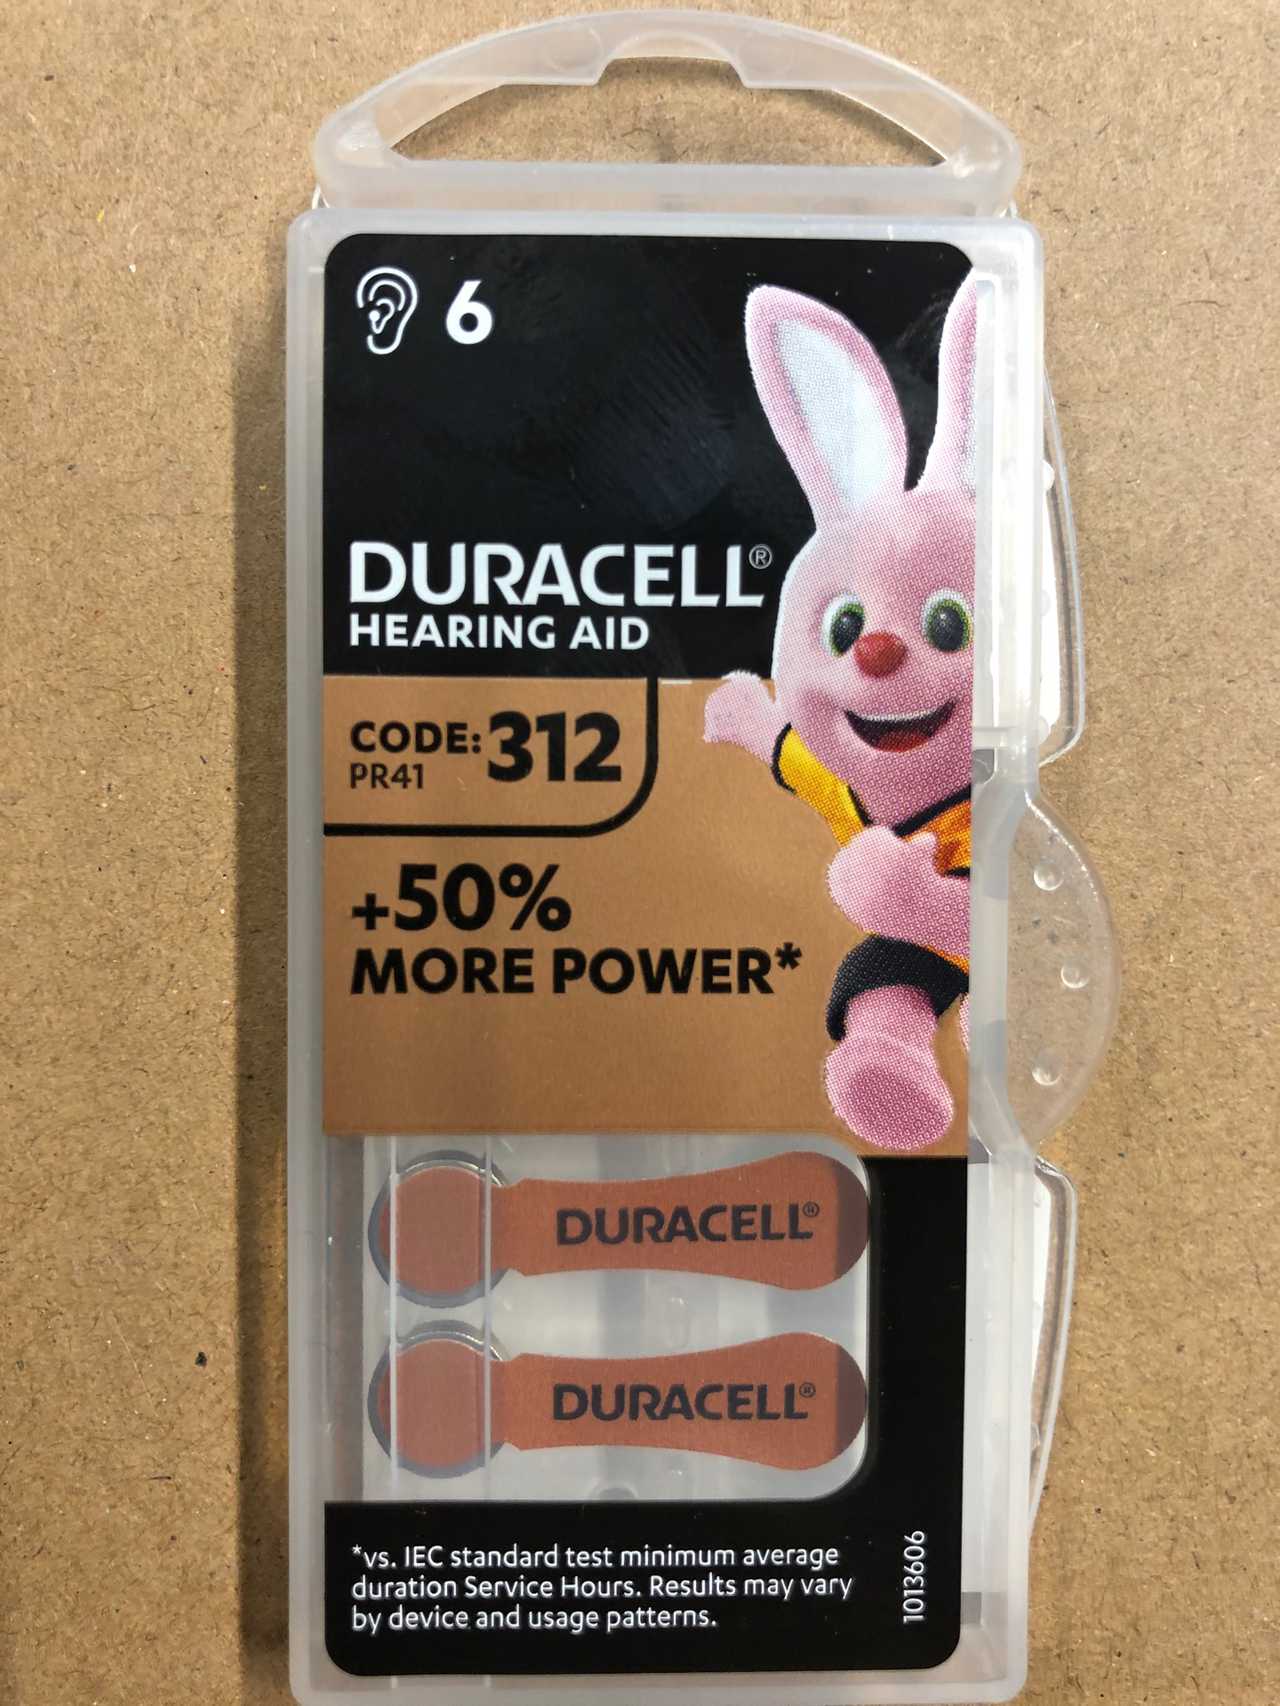 6
DURACELL®
HEARING AID
CODE: 312
PR41
+50%
MORE POWER*
DURACELL®
DURACELL®
*vs. IEC standard test minimum average
duration Service Hours. Results may vary
by device and usage patterns.
1013606